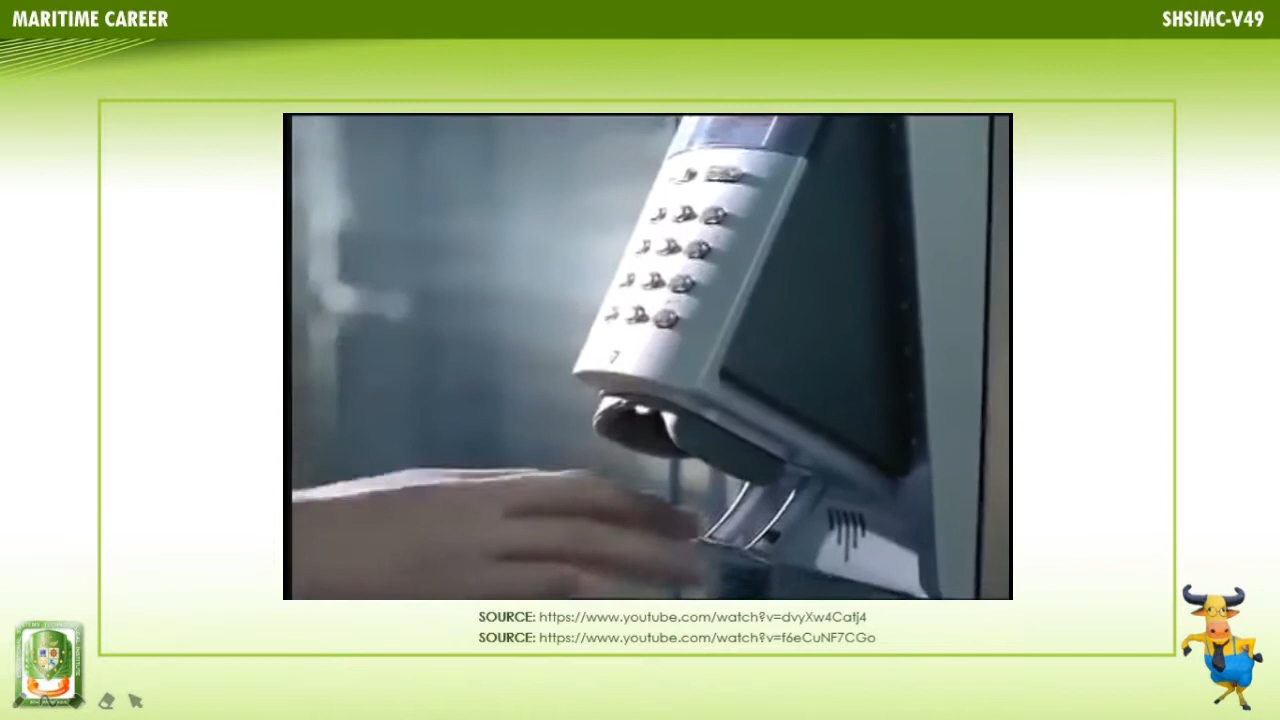 MARITIME CAREER
SHSIMC-V49
SOURCE: https://www.youtube.com/watch?v=dvyXw4Catj4
SOURCE: https://www.youtube.com/watch?v=f6eCuNF7CGo